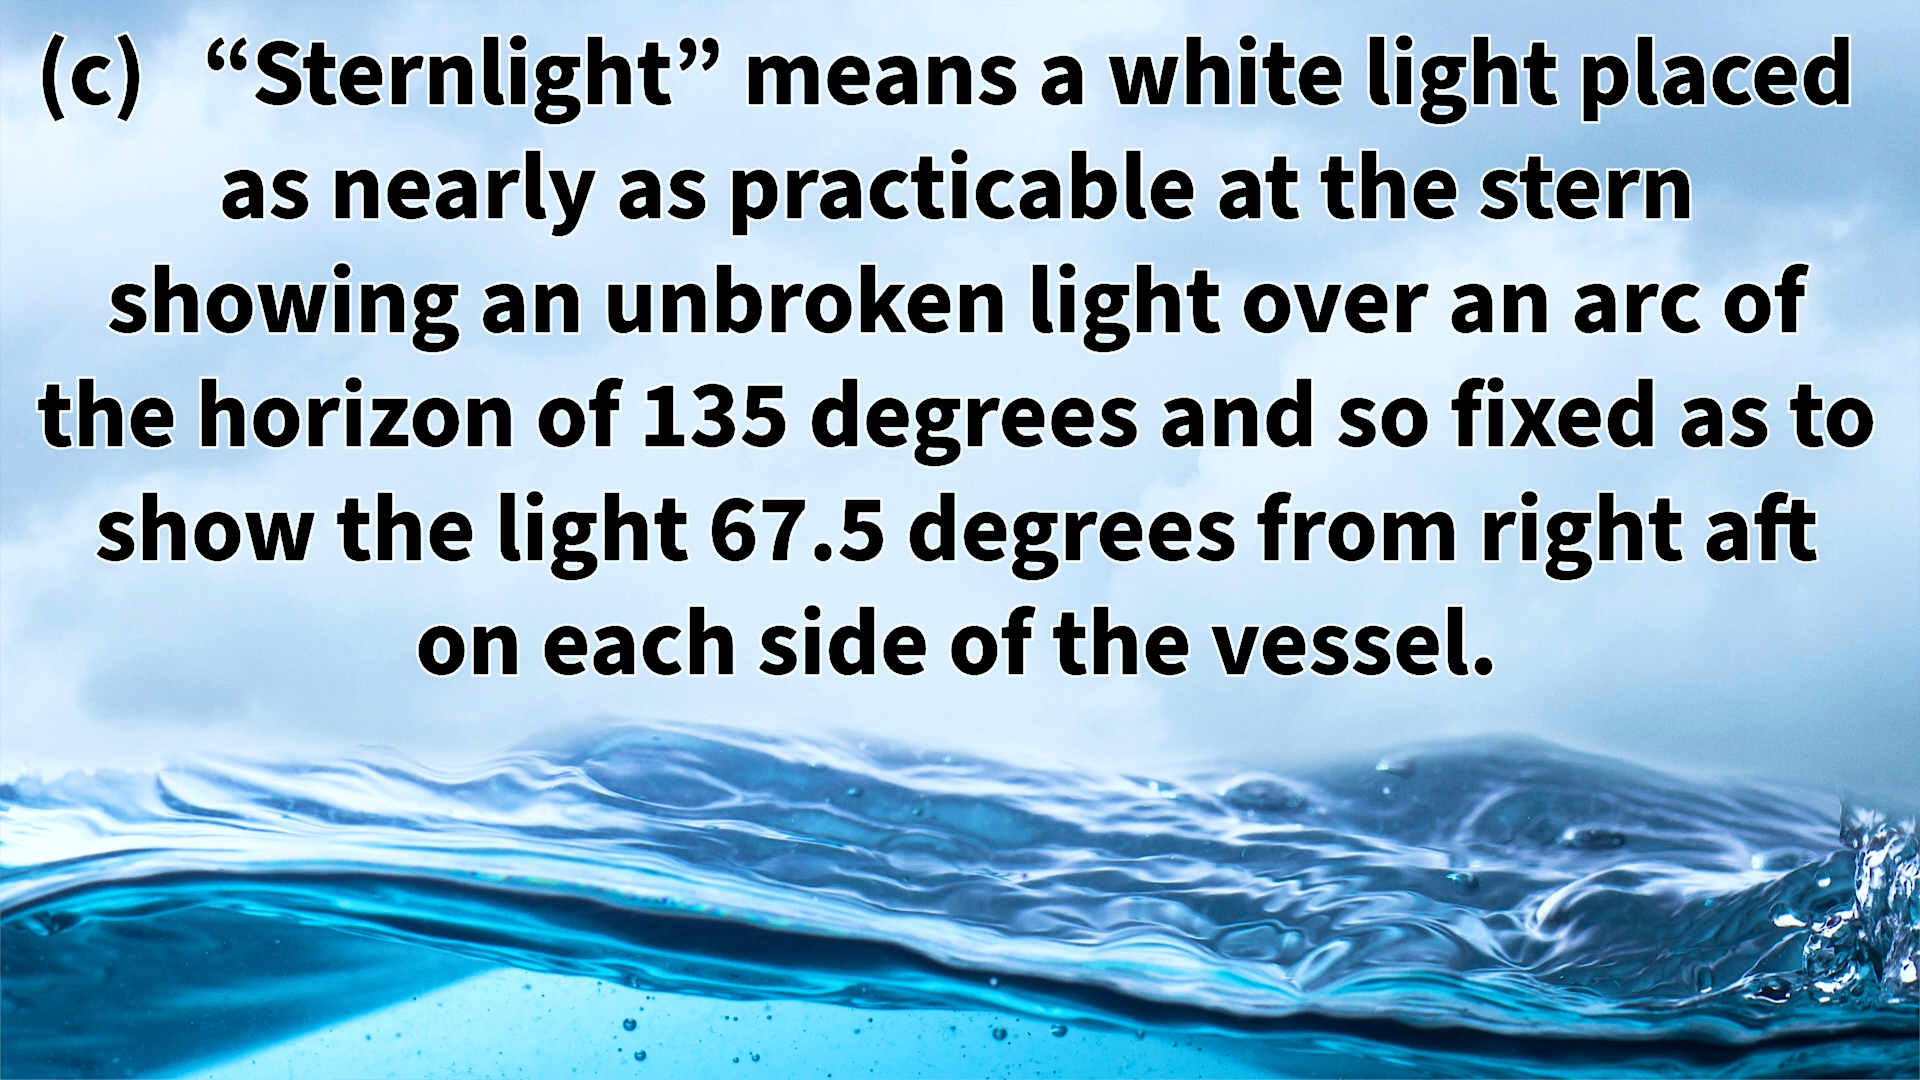 (c) “Sternlight” means a white light placed
as nearly as practicable at the stern
showing an unbroken light over an arc of
the horizon of 135 degrees and so fixed as to
show the light 67.5 degrees from right aft
on each side of the vessel.